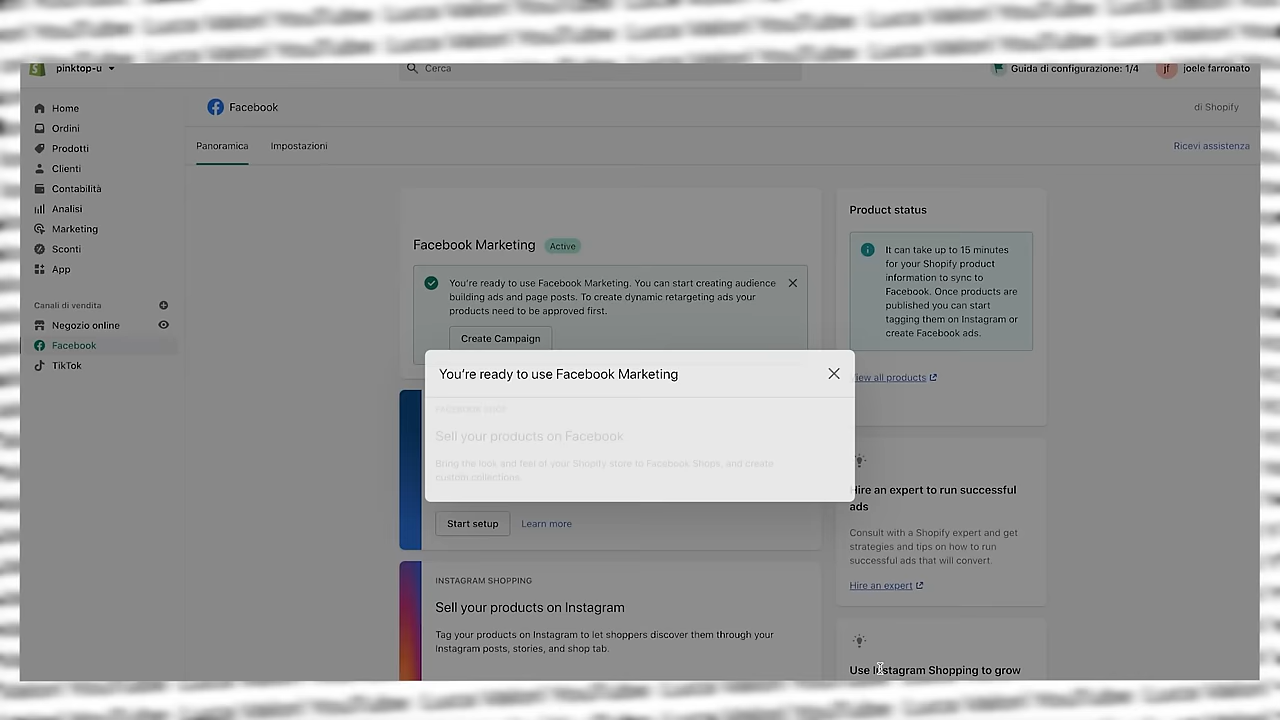 pinktop-u
Cerca
Guida di configurazione: 1/4
jf
joele farronato
Home
Ordini
Prodotti
Clienti
Contabilità
Analisi
Marketing
Sconti
App
Canali di vendita
Negozio online
Facebook
TikTok
Facebook
di Shopify
Panoramica
Impostazioni
Ricevi assistenza
Facebook Marketing
Active
You're ready to use Facebook Marketing. You can start creating audience
building ads and page posts. To create dynamic retargeting ads your
products need to be approved first.
Create Campaign
You're ready to use Facebook Marketing
FACEBOOK SHOP
Sell your products on Facebook
Bring the look and feel of your Shopify store to Facebook Shops, and create
custom collections.
Start setup
Learn more
INSTAGRAM SHOPPING
Sell your products on Instagram
Tag your products on Instagram to let shoppers discover them through your
Instagram posts, stories, and shop tab.
Product status
It can take up to 15 minutes
for your Shopify product
information to sync to
Facebook. Once products are
published you can start
tagging them on Instagram or
create Facebook ads.
View all products
Hire an expert to run successful
ads
Consult with a Shopify expert and get
strategies and tips on how to run
successful ads that will convert.
Hire an expert
Use Instagram Shopping to grow